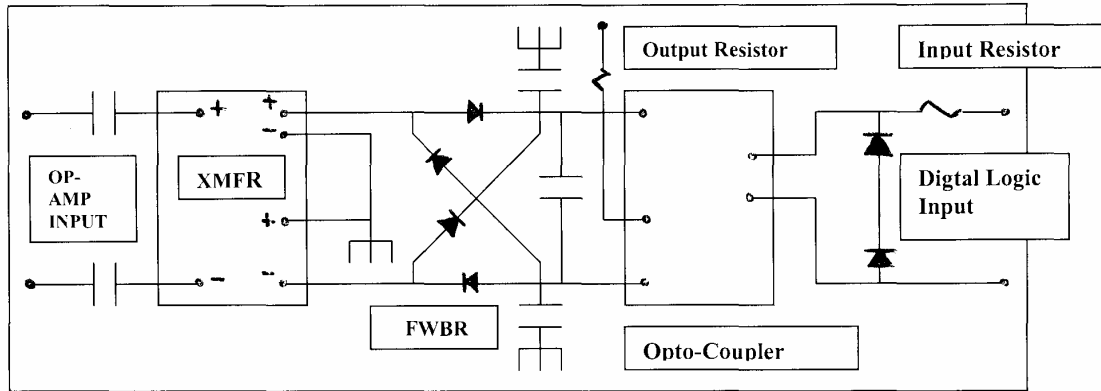 Output Resistor
Input Resistor
+
+
-
OP-
AMP
INPUT
XMFR
Digtal Logic
Input
+
-
-
FWBR
Opto-Coupler